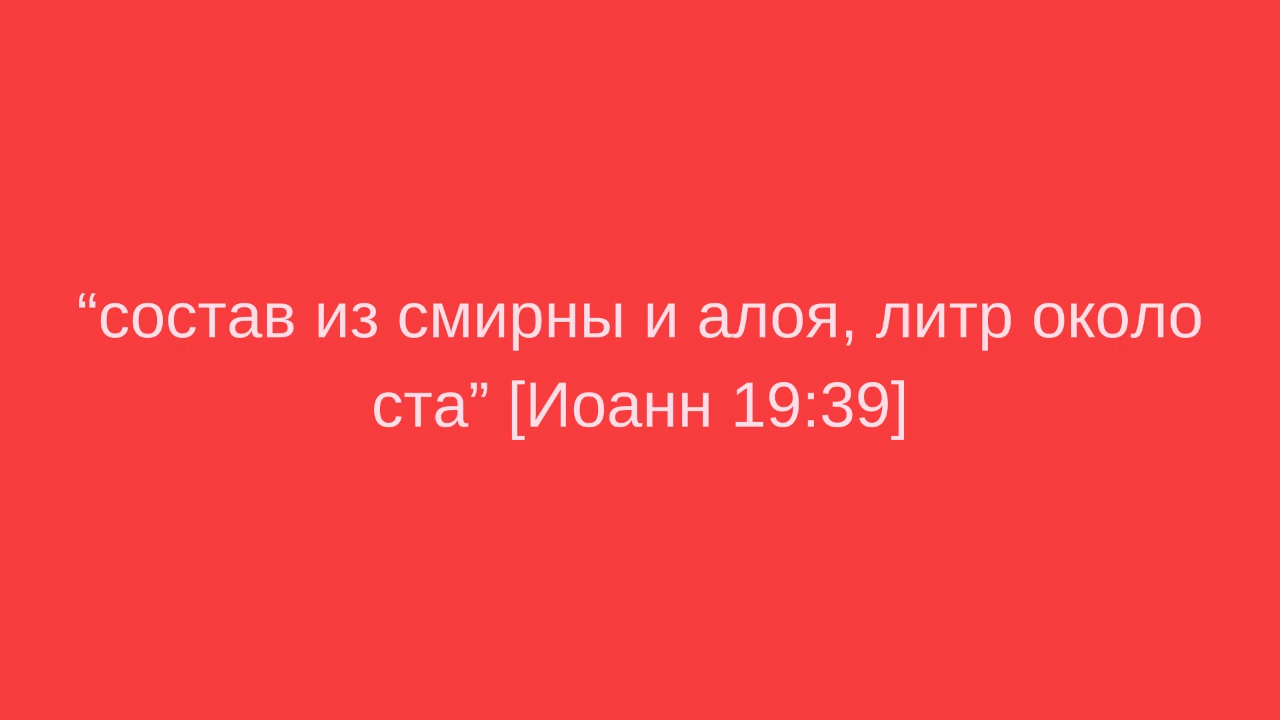 “состав из смирны и алоя, литр около
ста” [Иоанн 19:39]